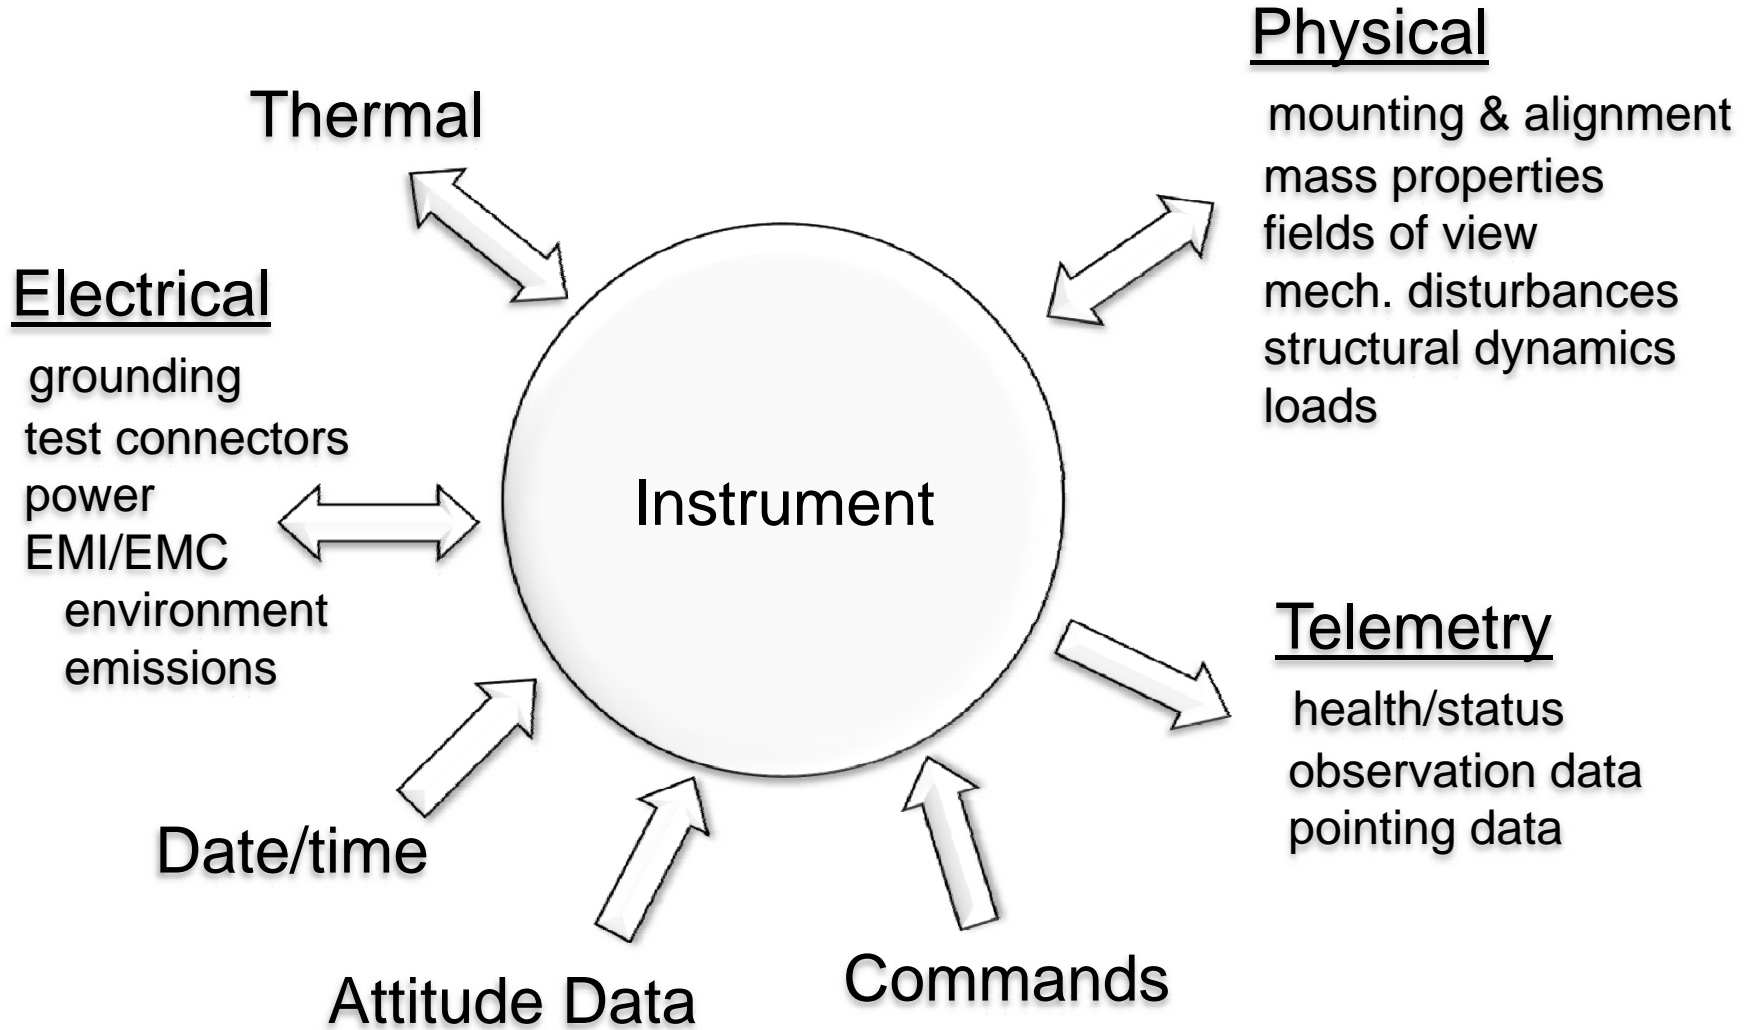 Physical
mounting & alignment
mass properties
fields of view
mech. disturbances
structural dynamics
loads
Thermal
Electrical
grounding
test connectors
power
EMI/EMC
environment
emissions
Instrument
Telemetry
health/status
observation data
pointing data
Date/time
Attitude Data
Commands